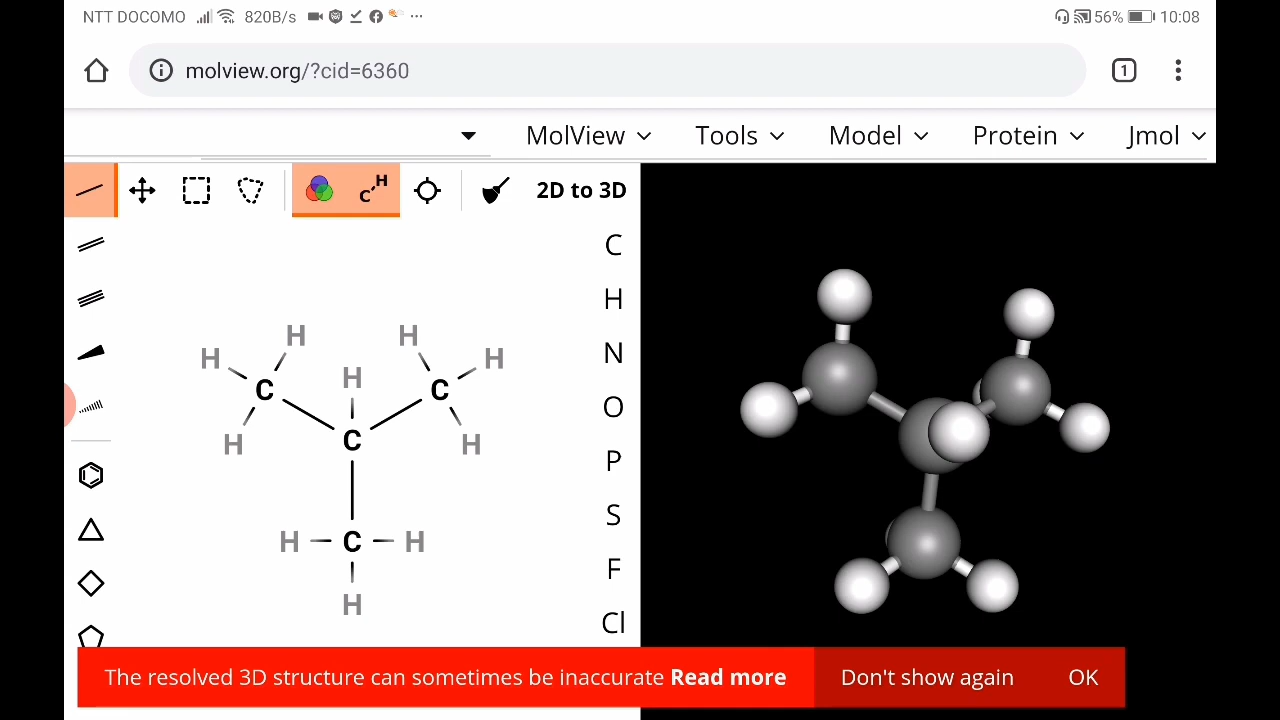 NTT DOCOMO 820B/s ... 56% 10:08
molview.org/?cid=6360 1
MolView Tools Model Protein Jmol
C H 2D to 3D
C
H
N
O
P
S
F
Cl
H H H H
H
C C
H C H
H C H
H
The resolved 3D structure can sometimes be inaccurate Read more Don't show again OK